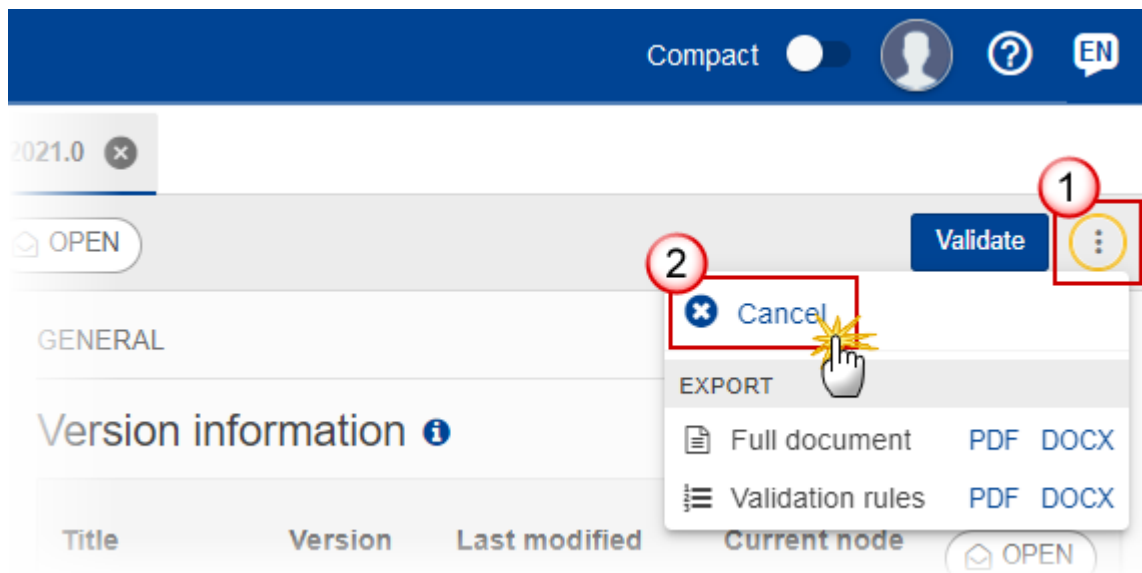 Compact EN
2021.0
1
OPEN Validate
2
Cancel
GENERAL
EXPORT
Version information
Full document PDF DOCX
Validation rules PDF DOCX
Title Version Last modified Current node OPEN